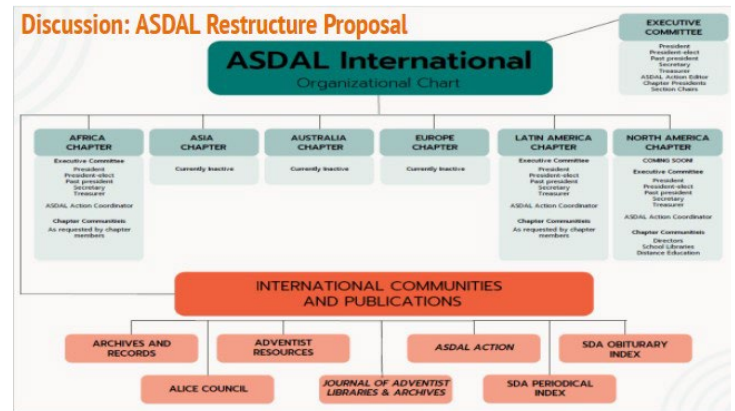 Discussion: ASDAL Restructure Proposal
ASDAL International
Organizational Chart
EXECUTIVE
COMMITTEE
President
President-elect
Past president
Secretary
Treasurer
ASDAL Action Editor
Chapter Presidents
Section Chairs
AFRICA
CHAPTER
Executive Committee
President
President-elect
Past president
Secretary
Treasurer
ASDAL Action Coordinator
Chapter Communitieis
As requested by chapter
members
ASIA
CHAPTER
Currently Inactive
AUSTRALIA
CHAPTER
Currently Inactive
EUROPE
CHAPTER
Currently Inactive
LATIN AMERICA
CHAPTER
Executive Committee
President
President-elect
Past president
Secretary
Treasurer
ASDAL Action Coordinator
Chapter Communitieis
As requested by chapter
members
NORTH AMERICA
CHAPTER
COMING SOON!
Executive Committee
President
President-elect
Past president
Secretary
Treasurer
ASDAL Action Coordinator
Chapter Communitieis
Directors
School Libraries
Distance Education
INTERNATIONAL COMMUNITIES
AND PUBLICATIONS
ARCHIVES AND
RECORDS
ADVENTIST
RESOURCES
ASDAL ACTION
SDA OBITURARY
INDEX
ALICE COUNCIL
JOURNAL OF ADVENTIST
LIBRARIES & ARCHIVES
SDA PERIODICAL
INDEX